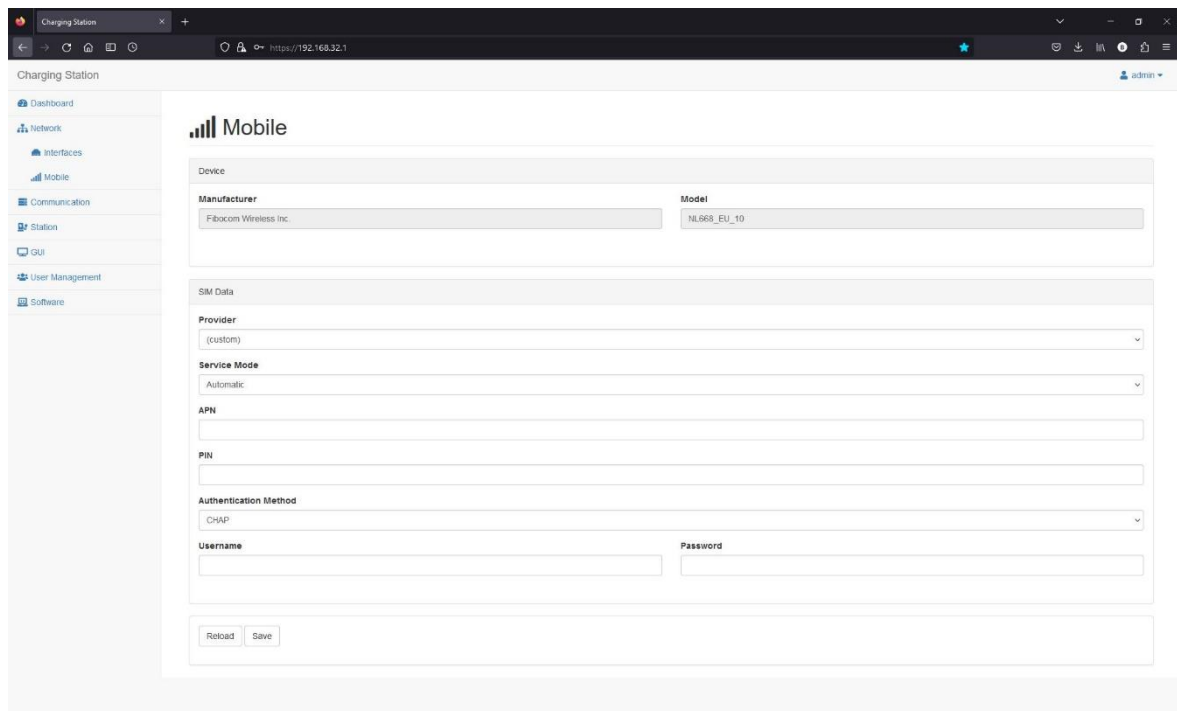 Charging Station
https://192.168.32.1
Charging Station
admin
Dashboard
Network
Interfaces
Mobile
Communication
Station
GUI
User Management
Software
Mobile
Device
Manufacturer Model
Fibocom Wireless Inc. NL668_EU_10
SIM Data
Provider
(custom)
Service Mode
Automatic
APN
PIN
Authentication Method
CHAP
Username Password
Reload Save